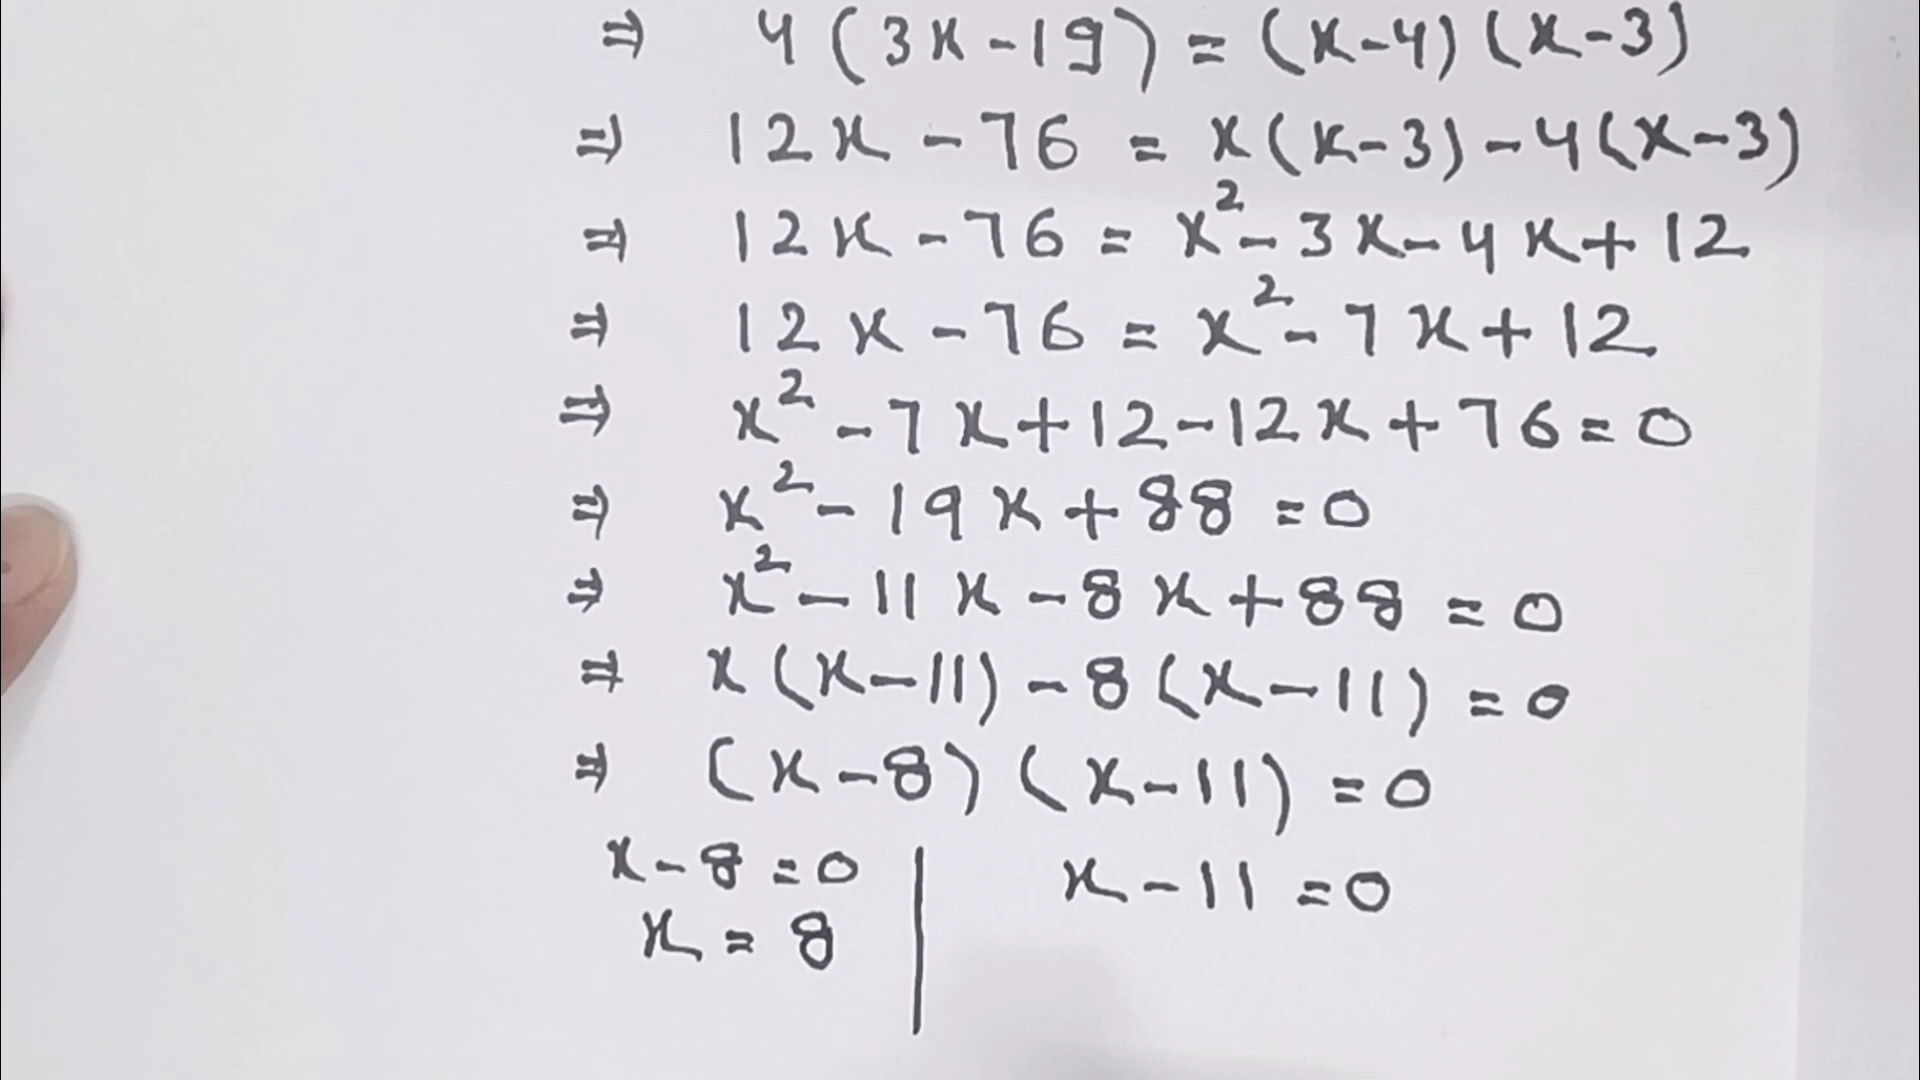 ⇒ 4(3x-19) = (x-4)(x-3)
⇒ 12x - 76 = x(x-3) - 4(x-3)
⇒ 12x - 76 = x² - 3x - 4x + 12
⇒ 12x - 76 = x² - 7x + 12
⇒ x² - 7x + 12 - 12x + 76 = 0
⇒ x² - 19x + 88 = 0
⇒ x² - 11x - 8x + 88 = 0
⇒ x(x-11) - 8(x-11) = 0
⇒ (x-8)(x-11) = 0
x - 8 = 0 | x - 11 = 0
x = 8